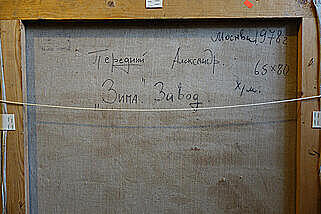 Москва 1978г
Передний Александр.
65×80
"Зима" Завод х/м.